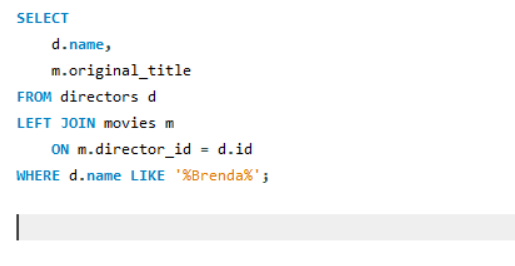 SELECT
    d.name,
    m.original_title
FROM directors d
LEFT JOIN movies m
    ON m.director_id = d.id
WHERE d.name LIKE '%Brenda%';